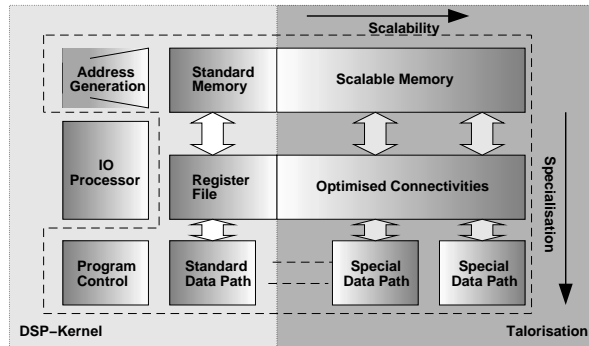 Scalability
Address
Generation
Standard
Memory
Scalable Memory
IO
Processor
Register
File
Optimised Connectivities
Specialisation
Program
Control
Standard
Data Path
Special
Data Path
Special
Data Path
DSP–Kernel
Talorisation